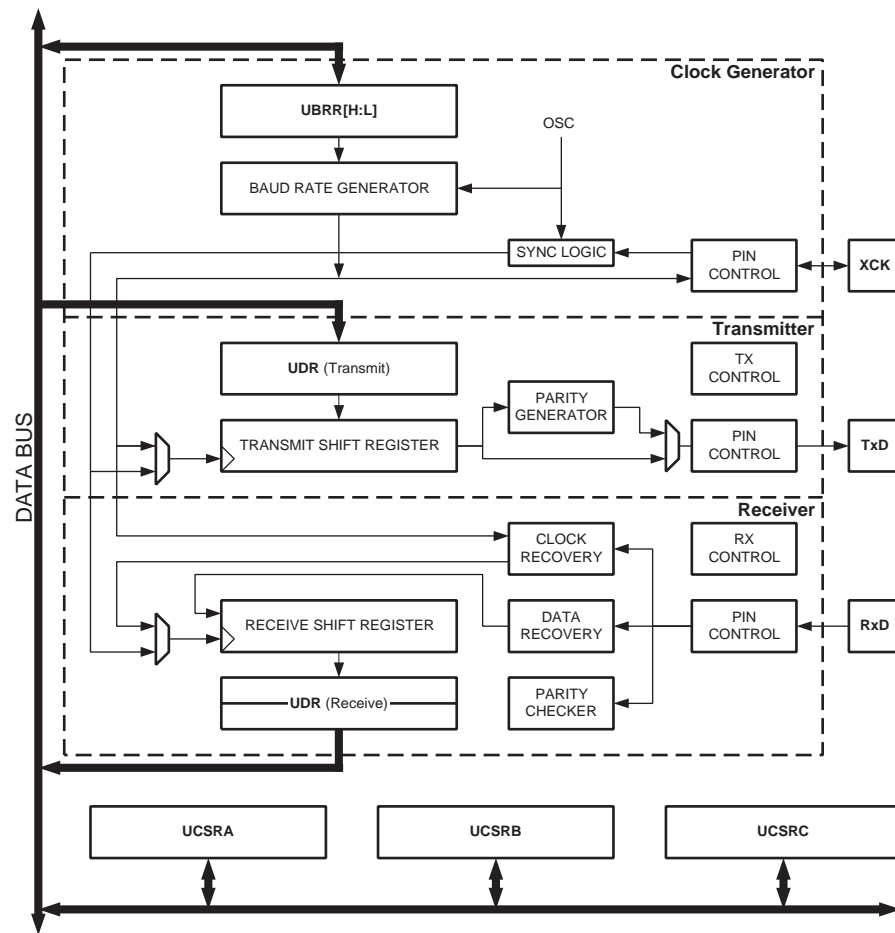 Clock Generator
UBRR[H:L]
OSC
BAUD RATE GENERATOR
SYNC LOGIC
PIN
CONTROL
XCK
DATA BUS
Transmitter
UDR (Transmit)
TX
CONTROL
PARITY
GENERATOR
TRANSMIT SHIFT REGISTER
PIN
CONTROL
TxD
Receiver
CLOCK
RECOVERY
RX
CONTROL
RECEIVE SHIFT REGISTER
DATA
RECOVERY
PIN
CONTROL
RxD
UDR (Receive)
PARITY
CHECKER
UCSRA
UCSRB
UCSRC